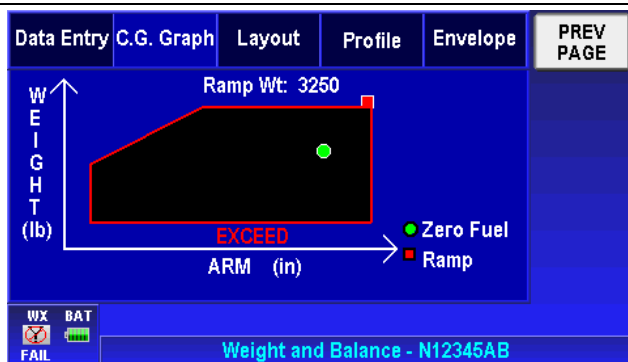 Data Entry C.G. Graph Layout Profile Envelope PREV PAGE
Ramp Wt: 3250
WEIGHT
(lb)
EXCEED
ARM (in)
Zero Fuel
Ramp
WX BAT
FAIL
Weight and Balance - N12345AB